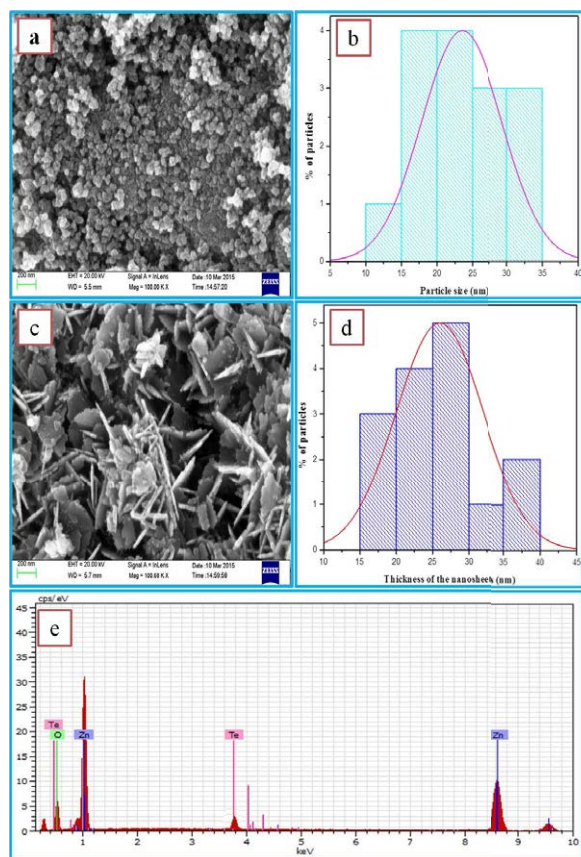 a
200 nm
EHT = 20.00 kV
WD = 5.5 mm
Signal A = InLens
Mag = 100.00 K X
Date :10 Mar 2015
Time :14:57:20
ZEISS
b
% of particles
4
3
2
1
0
5 10 15 20 25 30 35 40
Particle size (nm)
c
200 nm
EHT = 20.00 kV
WD = 5.7 mm
Signal A = InLens
Mag = 100.00 K X
Date :10 Mar 2015
ZEISS
d
% of particles
5
4
3
2
1
0
10 15 20 25 30 35 40 45
Thickness of the nanosheets (nm)
e
cps/eV
45
40
35
30
25
20
15
10
5
0
Te
O
Zn
Te
Zn
1 2 3 4 5 6 7 8 9 10
keV